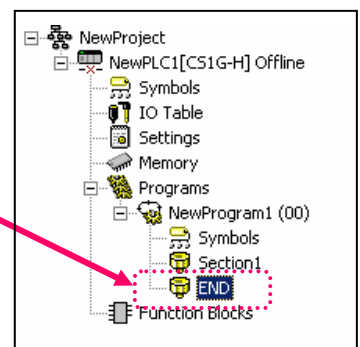 NewProject
NewPLC1[CS1G-H] Offline
Symbols
IO Table
Settings
Memory
Programs
NewProgram1 (00)
Symbols
Section1
END
Function Blocks